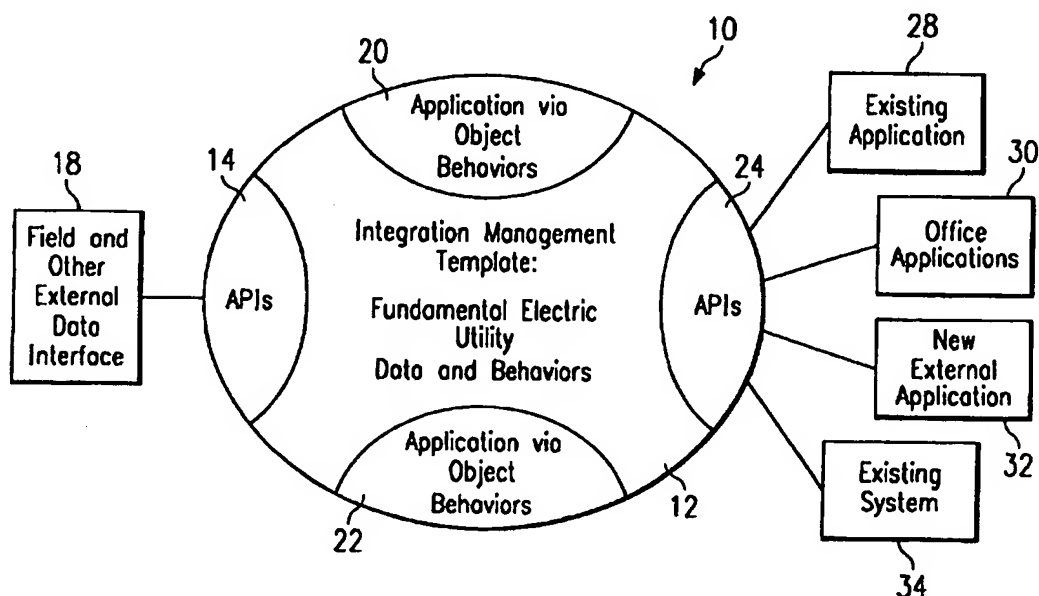 10
28
20
Existing
Application
Application via
Object
Behaviors
14
24
18
30
Field and
Other
External
Data
Interface
Office
Applications
Integration Management
Template:
APIs
APIs
Fundamental Electric
Utility
Data and Behaviors
New
External
Application
32
Application via
Object
Behaviors
Existing
System
22
12
34